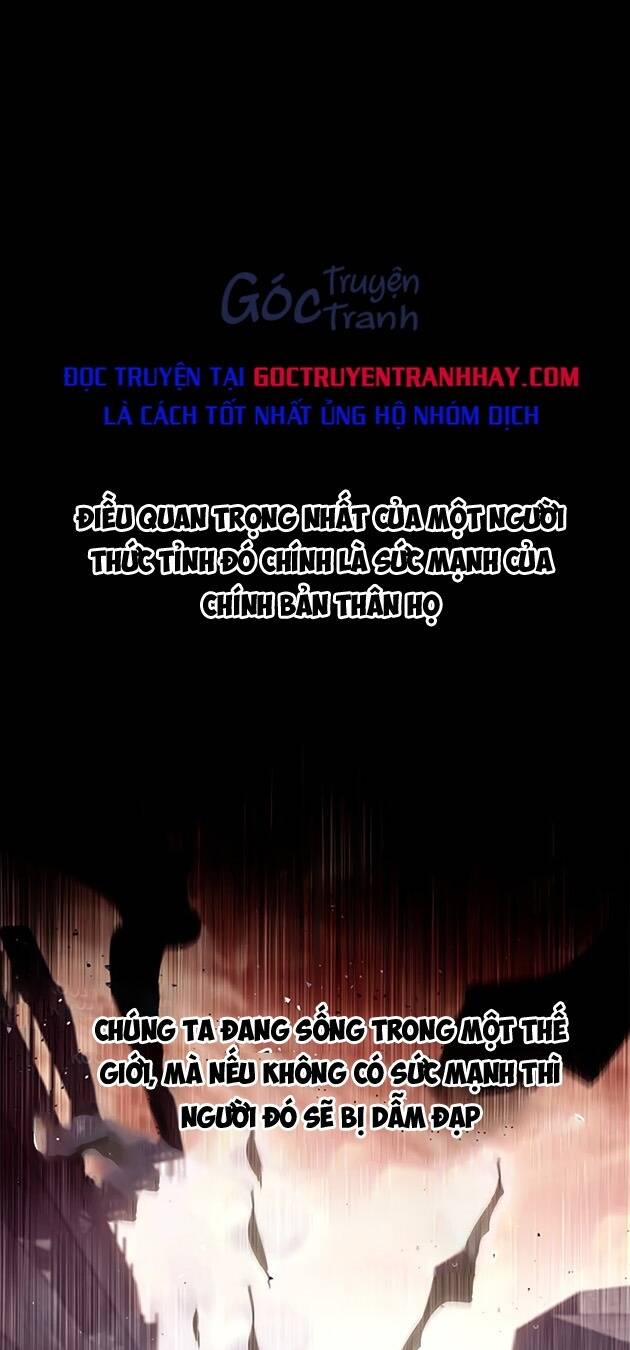 Góc Truyện
Tranh
ĐỌC TRUYỆN TẠI GOCTRUYENTRANHHAY.COM
LÀ CÁCH TỐT NHẤT ỦNG HỘ NHÓM DỊCH
ĐIỀU QUAN TRỌNG NHẤT CỦA MỘT NGƯỜI
THỨC TỈNH ĐÓ CHÍNH LÀ SỨC MẠNH CỦA
CHÍNH BẢN THÂN HỌ
CHÚNG TA ĐANG SỐNG TRONG MỘT THẾ
GIỚI, MÀ NẾU KHÔNG CÓ SỨC MẠNH THÌ
NGƯỜI ĐÓ SẼ BỊ DẪM ĐẠP